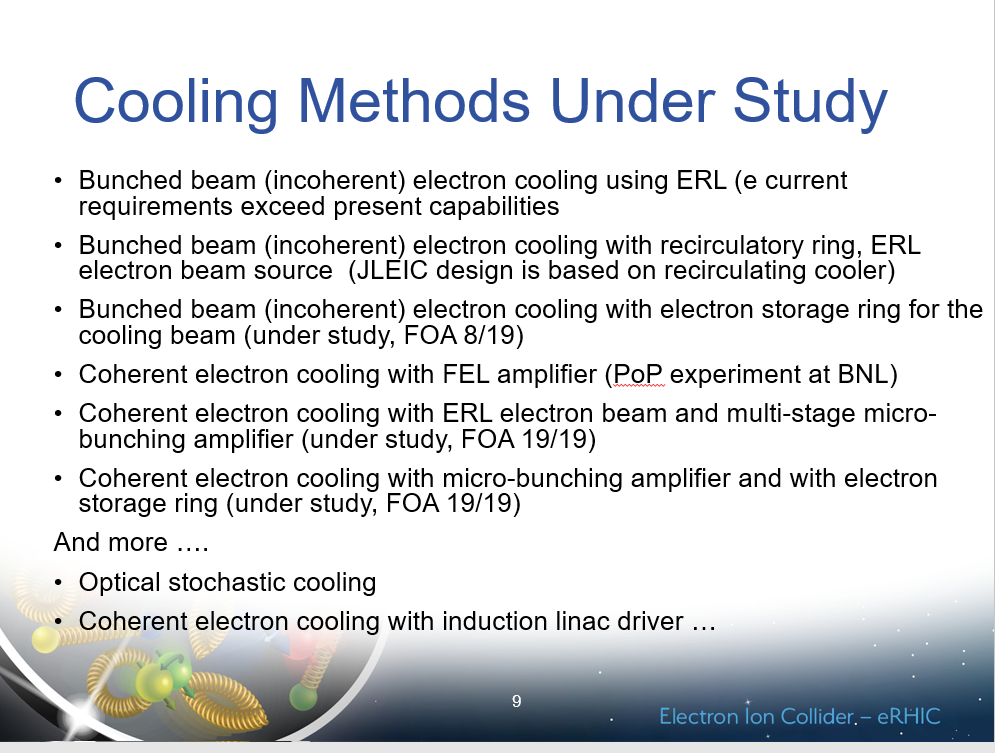 Cooling Methods Under Study
• Bunched beam (incoherent) electron cooling using ERL (e current
requirements exceed present capabilities
• Bunched beam (incoherent) electron cooling with recirculatory ring, ERL
electron beam source  (JLEIC design is based on recirculating cooler)
• Bunched beam (incoherent) electron cooling with electron storage ring for the
cooling beam (under study, FOA 8/19)
• Coherent electron cooling with FEL amplifier (PoP experiment at BNL)
• Coherent electron cooling with ERL electron beam and multi-stage micro-
bunching amplifier (under study, FOA 19/19)
• Coherent electron cooling with micro-bunching amplifier and with electron
storage ring (under study, FOA 19/19)
And more ….
• Optical stochastic cooling
• Coherent electron cooling with induction linac driver …
9
Electron Ion Collider – eRHIC